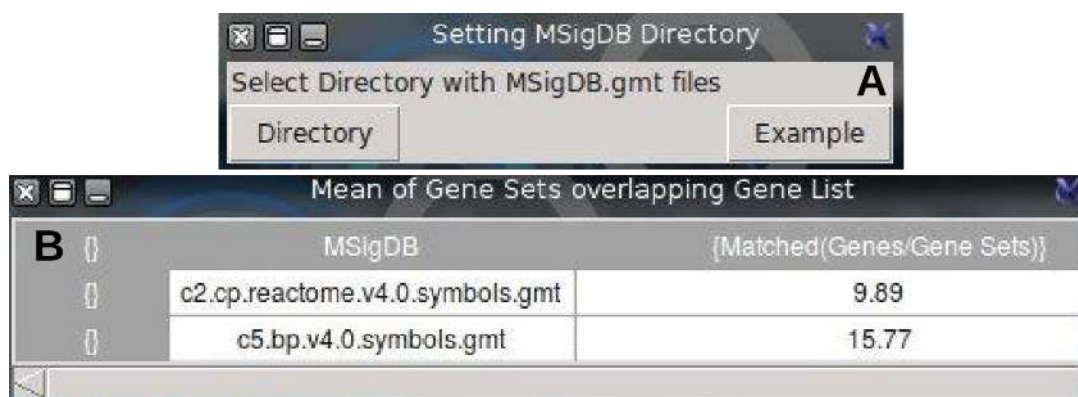 Setting MSigDB Directory
Select Directory with MSigDB.gmt files A
Directory Example
Mean of Gene Sets overlapping Gene List
B {} MSigDB {Matched(Genes/Gene Sets)}
{} c2.cp.reactome.v4.0.symbols.gmt 9.89
{} c5.bp.v4.0.symbols.gmt 15.77